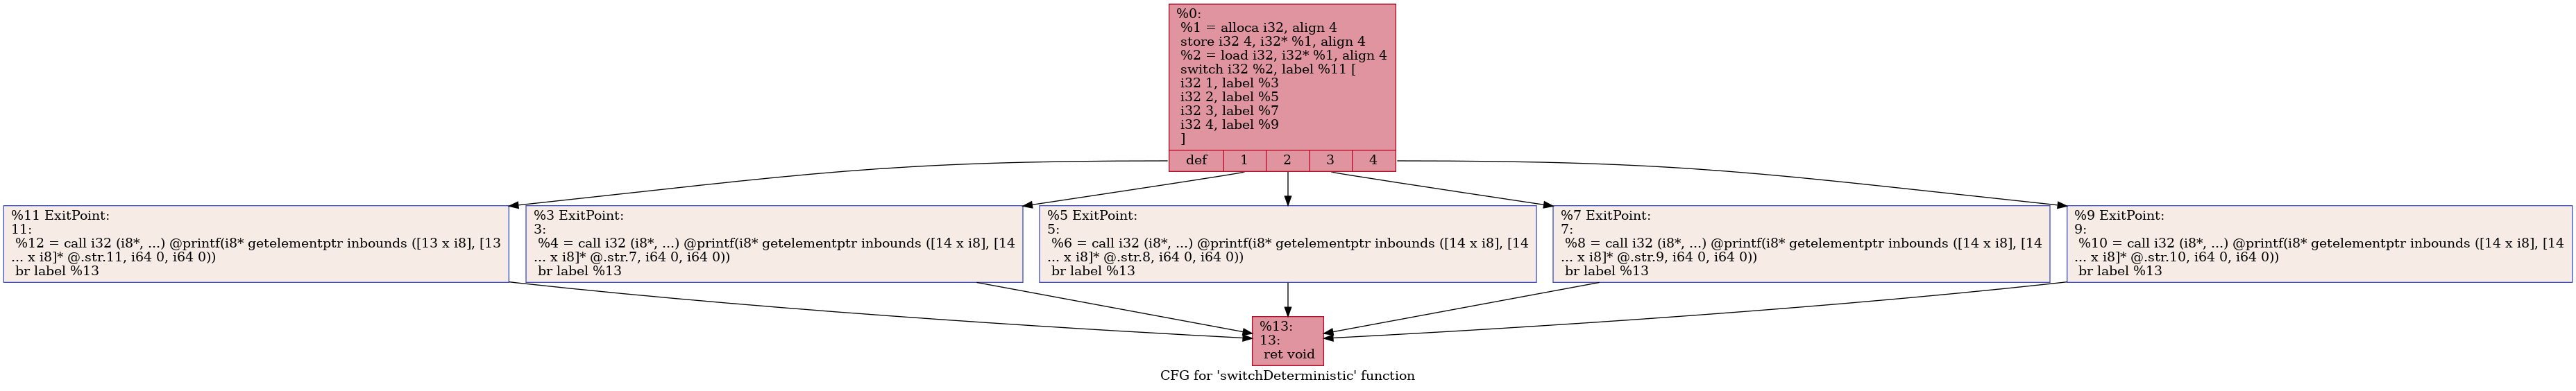 %0:
%1 = alloca i32, align 4
store i32 4, i32* %1, align 4
%2 = load i32, i32* %1, align 4
switch i32 %2, label %11 [
i32 1, label %3
i32 2, label %5
i32 3, label %7
i32 4, label %9
]
def 1 2 3 4
%11 ExitPoint:
11:
%12 = call i32 (i8*, ...) @printf(i8* getelementptr inbounds ([13 x i8], [13
... x i8]* @.str.11, i64 0, i64 0))
br label %13
%3 ExitPoint:
3:
%4 = call i32 (i8*, ...) @printf(i8* getelementptr inbounds ([14 x i8], [14
... x i8]* @.str.7, i64 0, i64 0))
br label %13
%5 ExitPoint:
5:
%6 = call i32 (i8*, ...) @printf(i8* getelementptr inbounds ([14 x i8], [14
... x i8]* @.str.8, i64 0, i64 0))
br label %13
%7 ExitPoint:
7:
%8 = call i32 (i8*, ...) @printf(i8* getelementptr inbounds ([14 x i8], [14
... x i8]* @.str.9, i64 0, i64 0))
br label %13
%9 ExitPoint:
9:
%10 = call i32 (i8*, ...) @printf(i8* getelementptr inbounds ([14 x i8], [14
... x i8]* @.str.10, i64 0, i64 0))
br label %13
%13:
13:
ret void
CFG for 'switchDeterministic' function